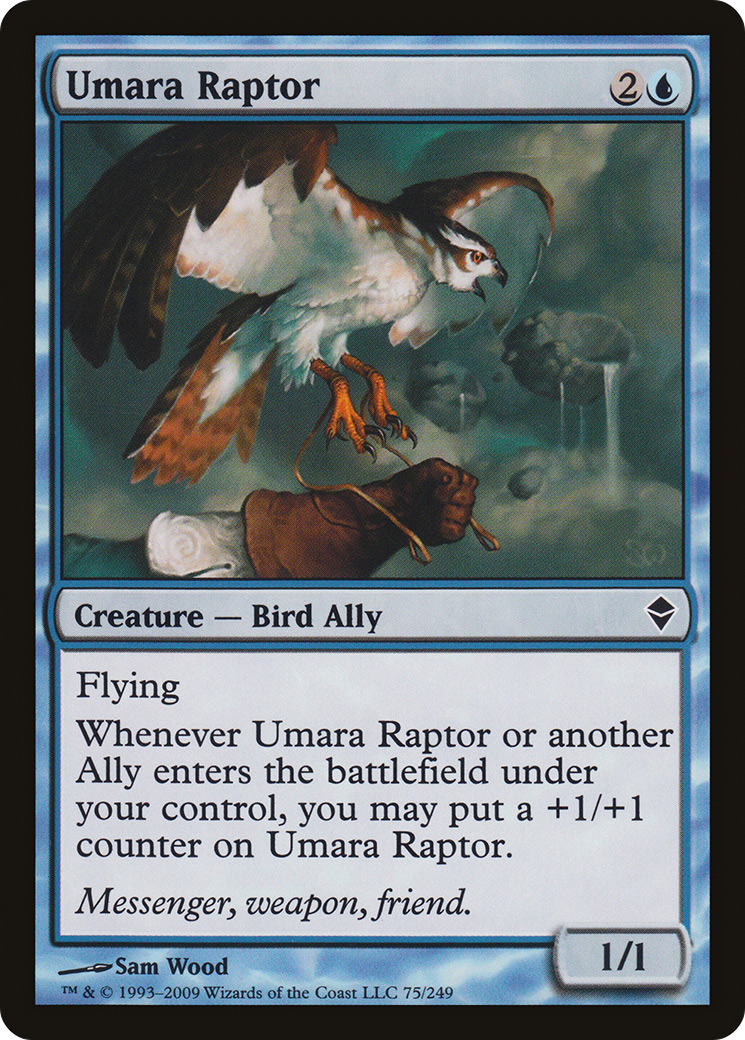 Umara Raptor 2
SW
Creature — Bird Ally
Flying
Whenever Umara Raptor or another
Ally enters the battlefield under
your control, you may put a +1/+1
counter on Umara Raptor.
Messenger, weapon, friend.
1/1
Sam Wood
™ & © 1993–2009 Wizards of the Coast LLC 75/249